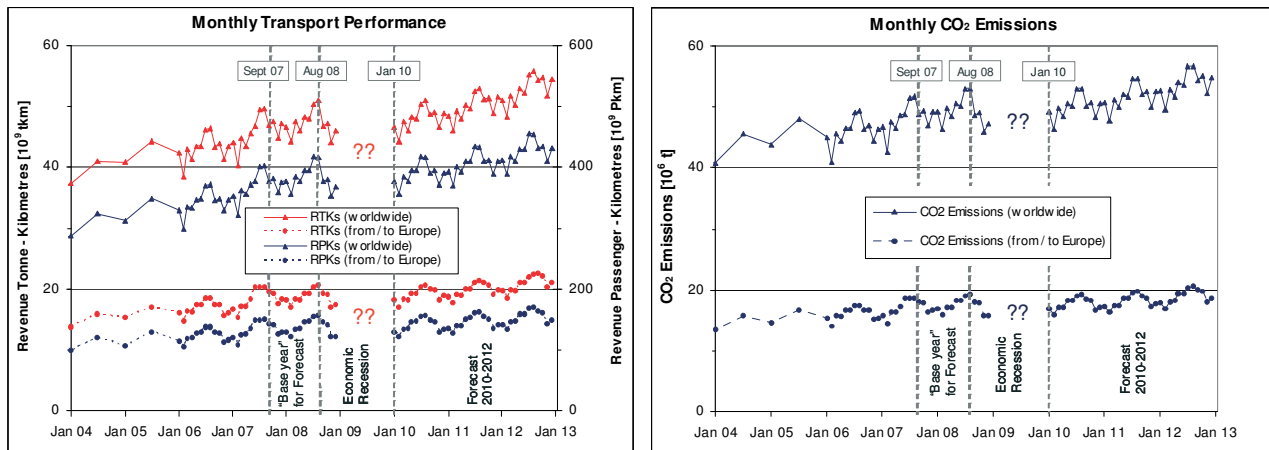 Monthly Transport Performance
60
40
20
0
600
400
200
0
Revenue Tonne - Kilometres [10⁹ tkm]
Revenue Passenger - Kilometres [10⁹ Pkm]
Sept 07
Aug 08
Jan 10
??
??
RTKs (worldwide)
RTKs (from / to Europe)
RPKs (worldwide)
RPKs (from / to Europe)
"Base year"
for Forecast
Economic
Recession
Forecast
2010-2012
Jan 04
Jan 05
Jan 06
Jan 07
Jan 08
Jan 09
Jan 10
Jan 11
Jan 12
Jan 13
Monthly CO₂ Emissions
60
40
20
0
CO₂ Emissions [10⁶ t]
Sept 07
Aug 08
Jan 10
??
??
CO2 Emissions (worldwide)
CO2 Emissions (from / to Europe)
"Base year"
for Forecast
Economic
Recession
Forecast
2010-2012
Jan 04
Jan 05
Jan 06
Jan 07
Jan 08
Jan 09
Jan 10
Jan 11
Jan 12
Jan 13